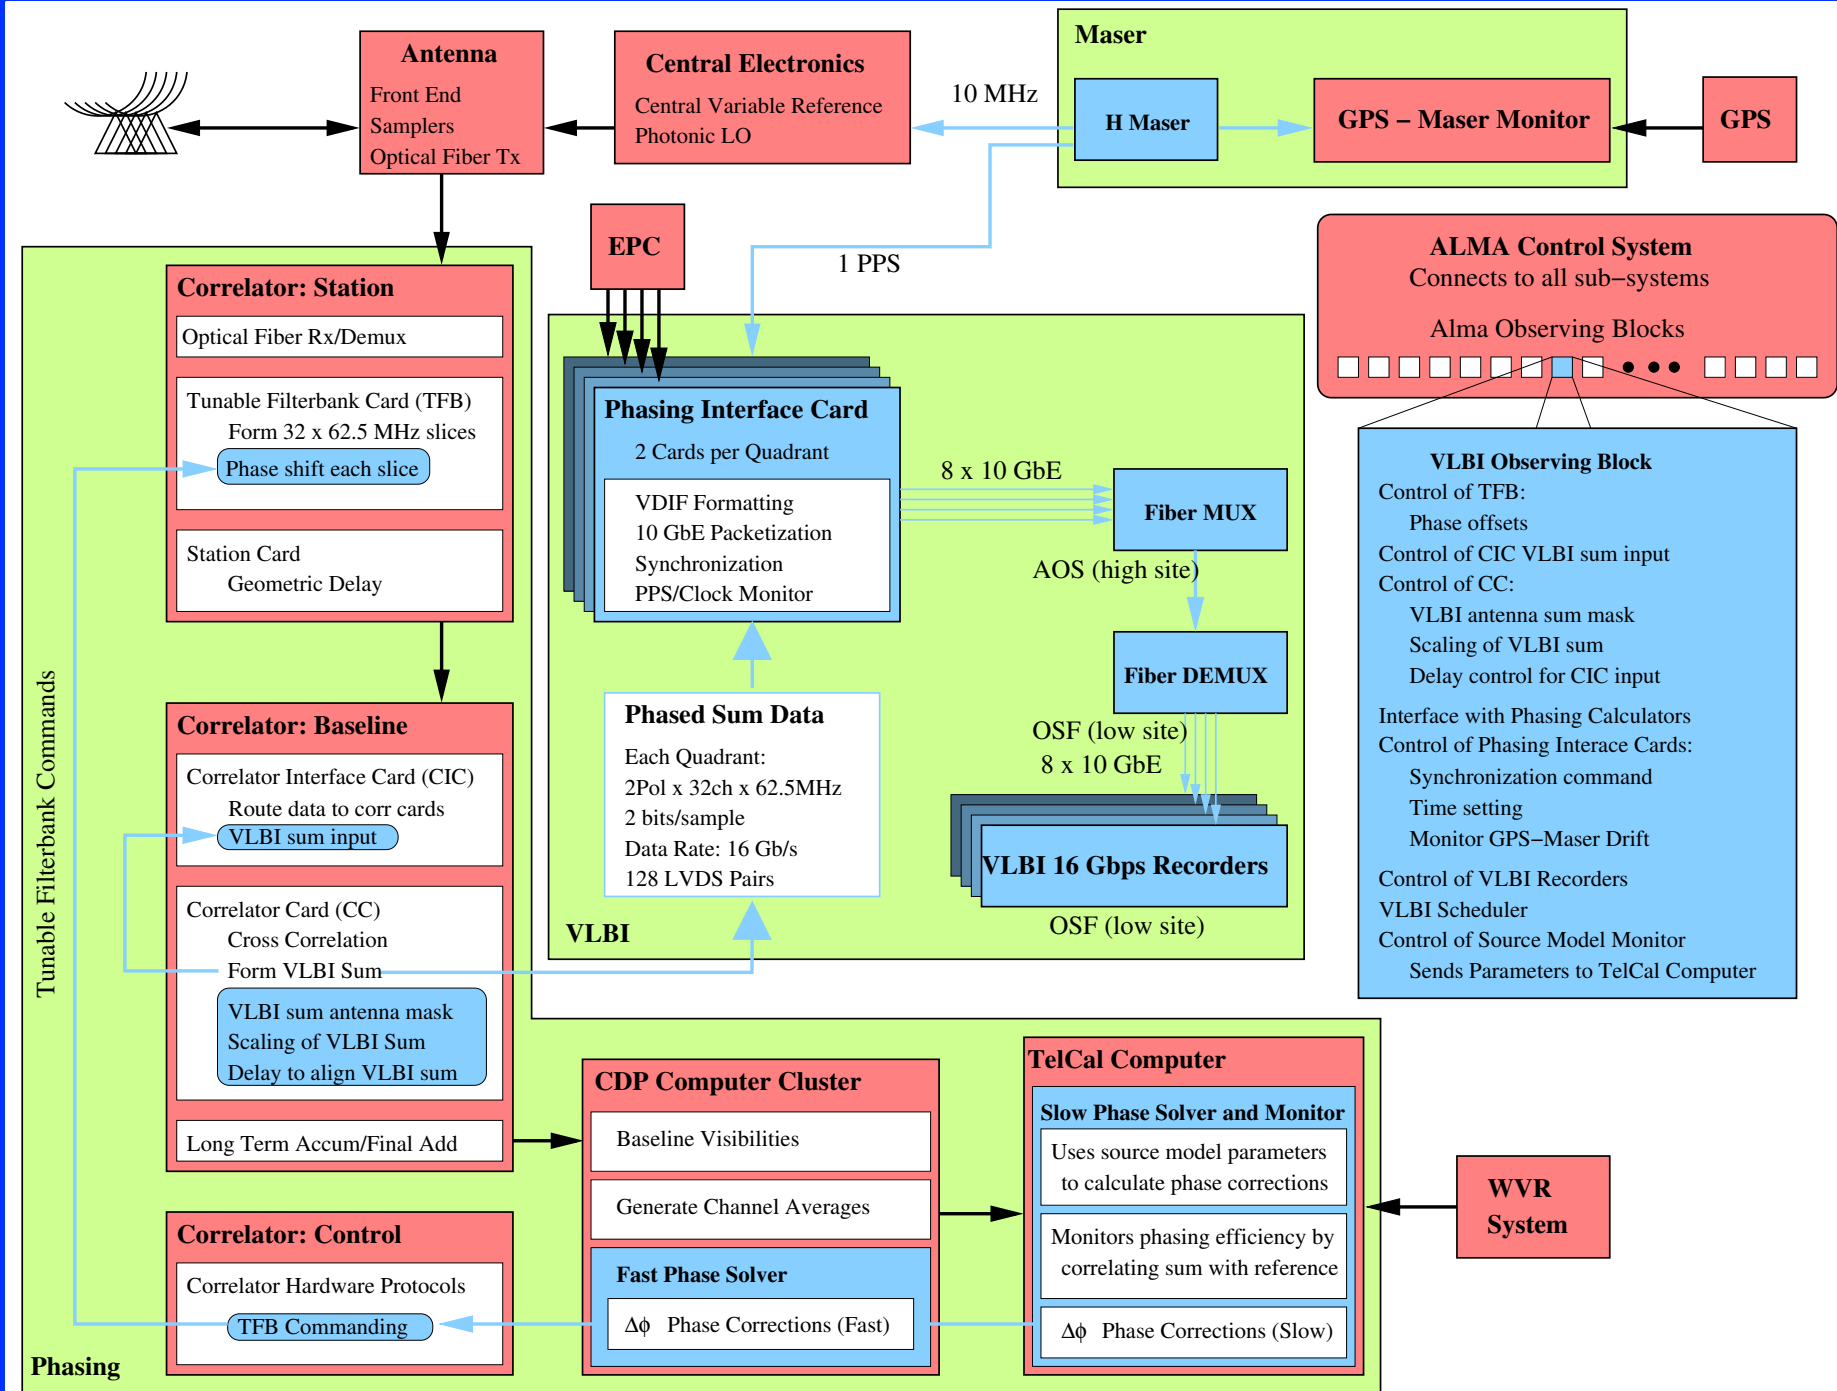 Antenna
Front End
Samplers
Optical Fiber Tx
Central Electronics
Central Variable Reference
Photonic LO
10 MHz
Maser
H Maser
GPS – Maser Monitor
GPS
1 PPS
EPC
ALMA Control System
Connects to all sub–systems
Alma Observing Blocks
VLBI Observing Block
Control of TFB:
Phase offsets
Control of CIC VLBI sum input
Control of CC:
VLBI antenna sum mask
Scaling of VLBI sum
Delay control for CIC input
Interface with Phasing Calculators
Control of Phasing Interace Cards:
Synchronization command
Time setting
Monitor GPS–Maser Drift
Control of VLBI Recorders
VLBI Scheduler
Control of Source Model Monitor
Sends Parameters to TelCal Computer
Correlator: Station
Optical Fiber Rx/Demux
Tunable Filterbank Card (TFB)
Form 32 x 62.5 MHz slices
Phase shift each slice
Station Card
Geometric Delay
Tunable Filterbank Commands
Correlator: Baseline
Correlator Interface Card (CIC)
Route data to corr cards
VLBI sum input
Correlator Card (CC)
Cross Correlation
Form VLBI Sum
VLBI sum antenna mask
Scaling of VLBI Sum
Delay to align VLBI sum
Long Term Accum/Final Add
Correlator: Control
Correlator Hardware Protocols
TFB Commanding
Phasing
Phasing Interface Card
2 Cards per Quadrant
VDIF Formatting
10 GbE Packetization
Synchronization
PPS/Clock Monitor
8 x 10 GbE
Fiber MUX
AOS (high site)
Fiber DEMUX
OSF (low site)
8 x 10 GbE
VLBI 16 Gbps Recorders
OSF (low site)
Phased Sum Data
Each Quadrant:
2Pol x 32ch x 62.5MHz
2 bits/sample
Data Rate: 16 Gb/s
128 LVDS Pairs
VLBI
CDP Computer Cluster
Baseline Visibilities
Generate Channel Averages
Fast Phase Solver
Δϕ Phase Corrections (Fast)
TelCal Computer
Slow Phase Solver and Monitor
Uses source model parameters
to calculate phase corrections
Monitors phasing efficiency by
correlating sum with reference
Δϕ Phase Corrections (Slow)
WVR
System